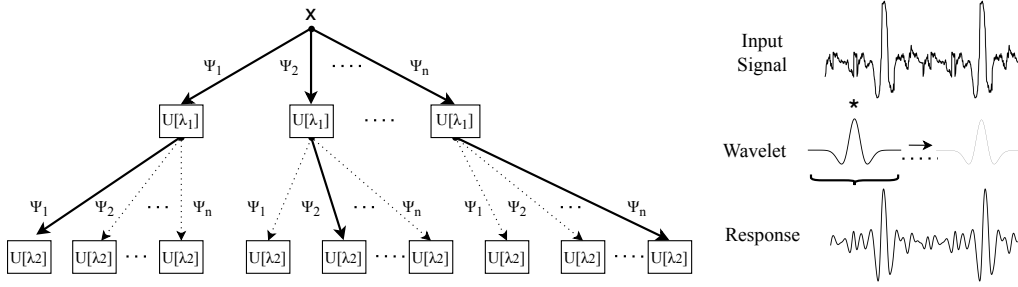 x
Ψ1 Ψ2 .... Ψn
U[λ1] U[λ1] .... U[λ1]
Ψ1 Ψ2 ... Ψn Ψ1 Ψ2 ... Ψn Ψ1 Ψ2 ... Ψn
U[λ2] U[λ2] ... U[λ2] U[λ2] U[λ2] .... U[λ2] U[λ2] U[λ2] .... U[λ2]
Input
Signal
*
Wavelet
Response